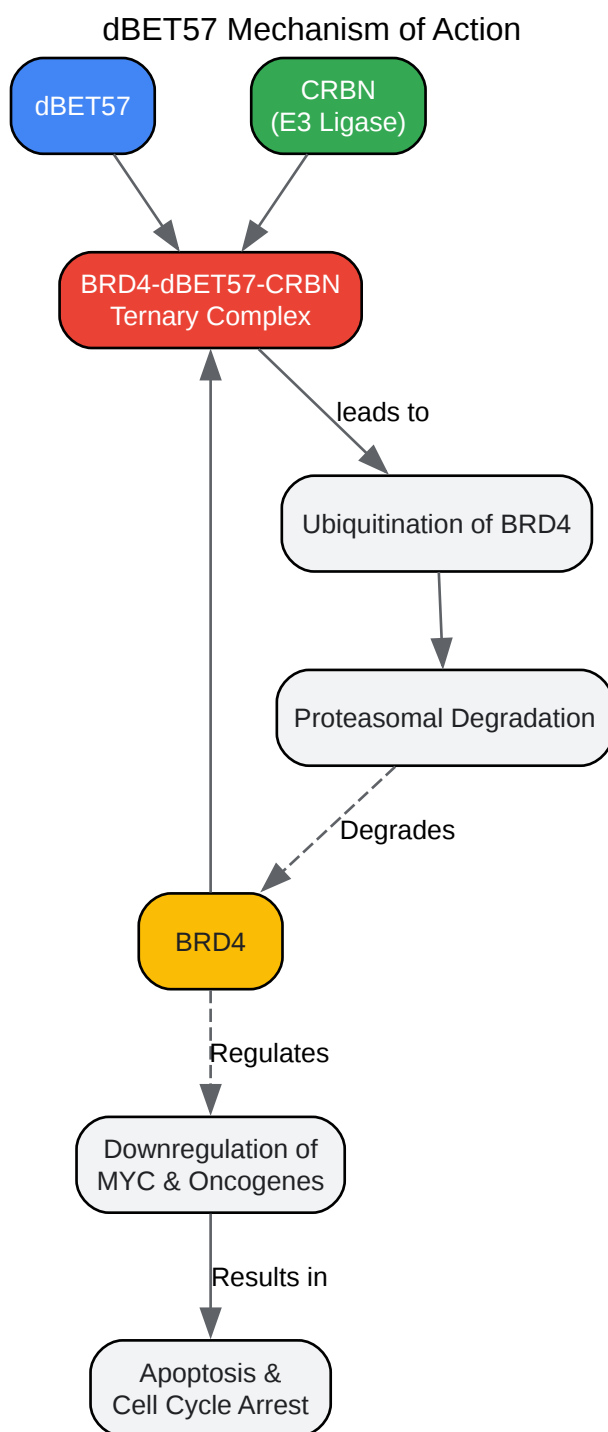 dBET57 Mechanism of Action
dBET57
CRBN
(E3 Ligase)
BRD4-dBET57-CRBN
Ternary Complex
leads to
Ubiquitination of BRD4
Proteasomal Degradation
Degrades
BRD4
Regulates
Downregulation of
MYC & Oncogenes
Results in
Apoptosis &
Cell Cycle Arrest